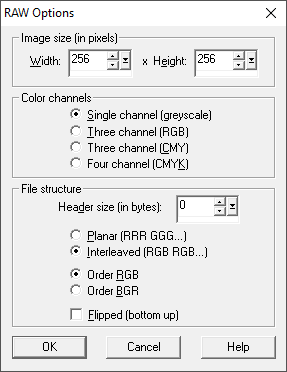 RAW Options
Image size (in pixels)
Width: 256 x Height: 256
Color channels
Single channel (greyscale)
Three channel (RGB)
Three channel (CMY)
Four channel (CMYK)
File structure
Header size (in bytes): 0
Planar (RRR GGG...)
Interleaved (RGB RGB...)
Order RGB
Order BGR
Flipped (bottom up)
OK Cancel Help